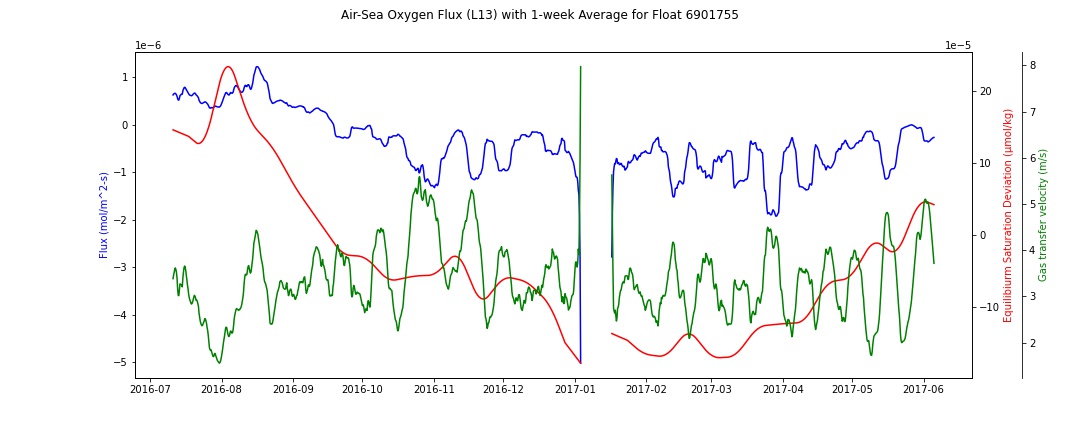 Air-Sea Oxygen Flux (L13) with 1-week Average for Float 6901755
1e−6
1e−5
1
0
−1
−2
−3
−4
−5
Flux (mol/m^2-s)
20
10
0
−10
Equilibiurm Saturation Deviation (μmol/kg)
8
7
6
5
4
3
2
Gas transfer velocity (m/s)
2016-07 2016-08 2016-09 2016-10 2016-11 2016-12 2017-01 2017-02 2017-03 2017-04 2017-05 2017-06